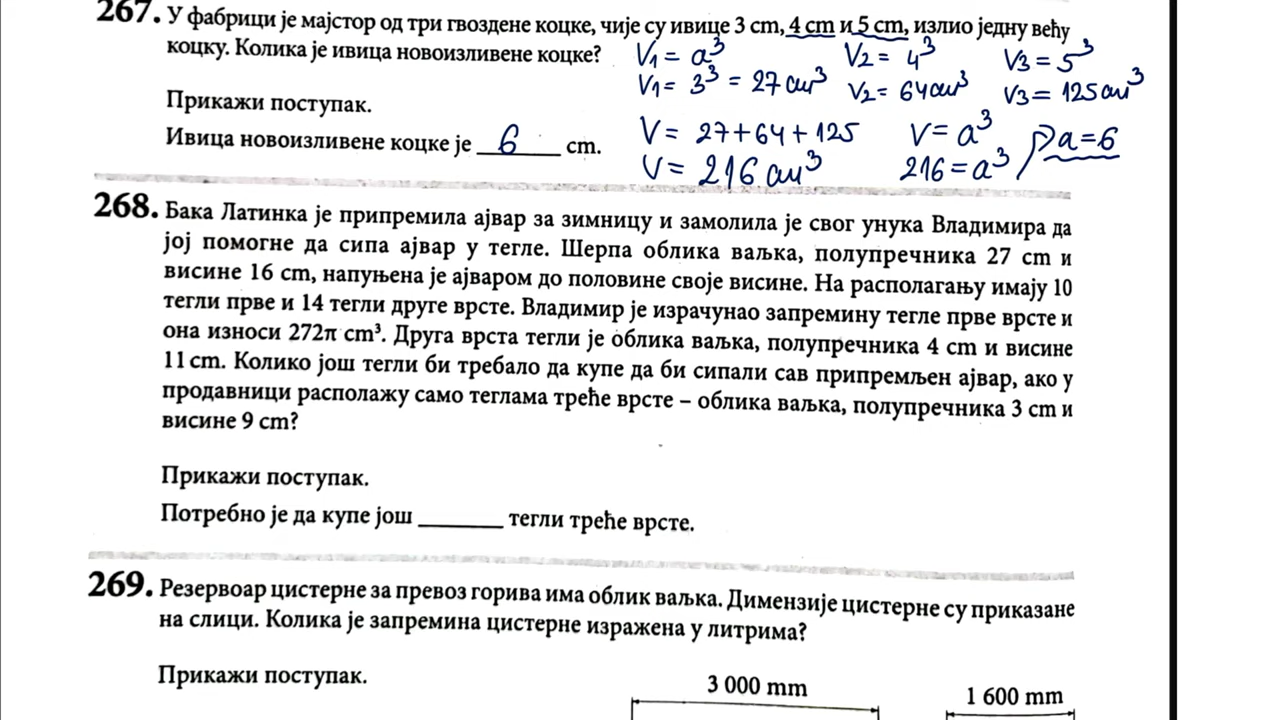 267. У фабрици је мајстор од три гвоздене коцке, чије су ивице 3 cm, 4 cm и 5 cm, излио једну већу
коцку. Колика је ивица новоизливене коцке?
V₁ = a³ V₂ = 4³ V3 = 5³
V₁ = 3³ = 27 cm³ V₂ = 64 cm³ V3 = 125 cm³
Прикажи поступак.
V = 27+64+125 V = a³ a = 6
Ивица новоизливене коцке је 6 cm.
V = 216 cm³ 216 = a³
268. Бака Латинка је припремила ајвар за зимницу и замолила је свог унука Владимира да
јој помогне да сипа ајвар у тегле. Шерпа облика ваљка, полупречника 27 cm и
висине 16 cm, напуњена је ајваром до половине своје висине. На располагању имају 10
тегли прве и 14 тегли друге врсте. Владимир је израчунао запремину тегле прве врсте и
она износи 272π cm³. Друга врста тегли је облика ваљка, полупречника 4 cm и висине
11 cm. Колико још тегли би требало да купе да би сипали сав припремљен ајвар, ако у
продавници располажу само теглама треће врсте – облика ваљка, полупречника 3 cm и
висине 9 cm?
Прикажи поступак.
Потребно је да купе још ______ тегли треће врсте.
269. Резервоар цистерне за превоз горива има облик ваљка. Димензије цистерне су приказане
на слици. Колика је запремина цистерне изражена у литрима?
Прикажи поступак.
3 000 mm
1 600 mm